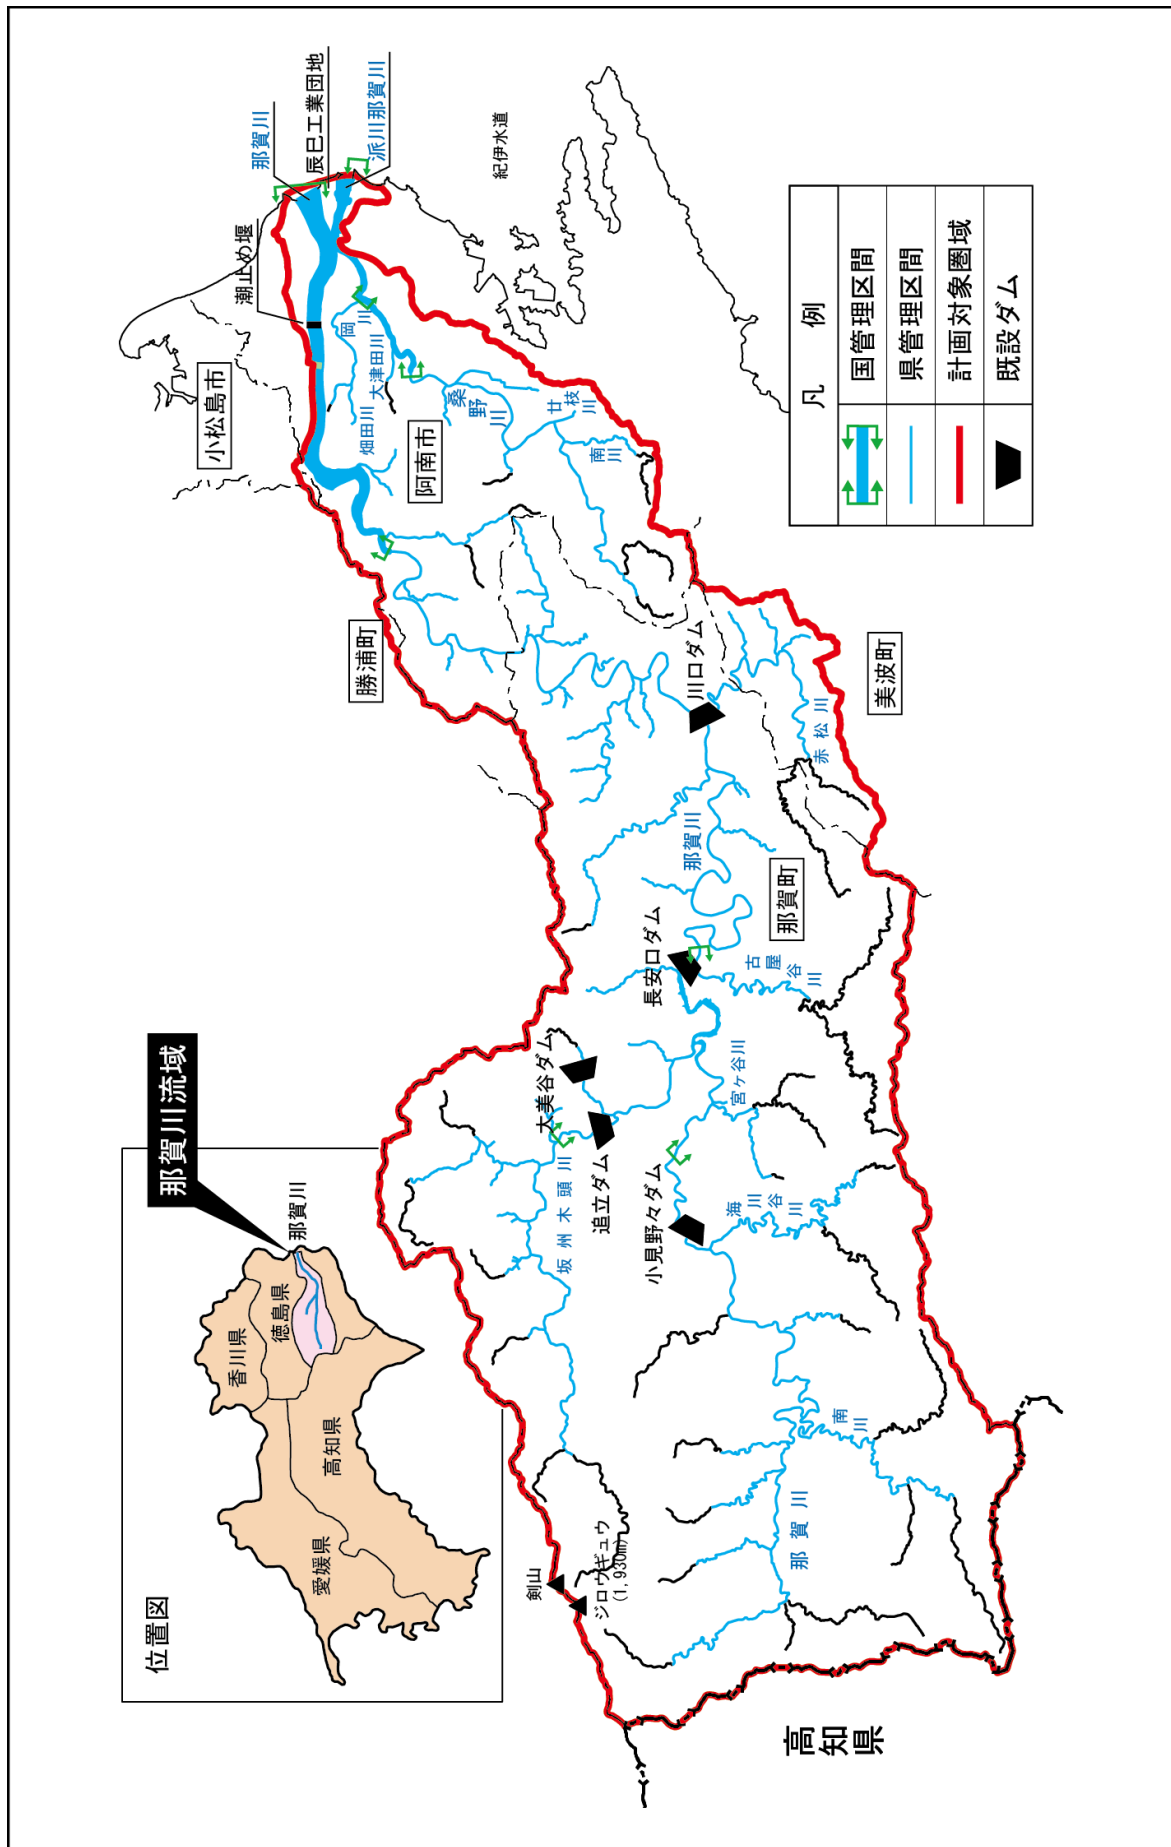 位置図
那賀川流域
香川県
徳島県
愛媛県
高知県
那賀川
那賀川
辰巳工業団地
派川那賀川
潮止め堰
紀伊水道
小松島市
阿南市
勝浦町
那賀町
美波町
高知県
岡川
大津田川
畑田川
桑野川
廿枝川
南川
川口ダム
赤松川
那賀川
長安口ダム
古屋谷川
大美谷ダム
追立ダム
宮ヶ谷川
小見野々ダム
坂州木頭川
海川谷川
南川
那賀川
剣山
ジロウギュウ
(1,930m)
凡 例
国管理区間
県管理区間
計画対象圏域
既設ダム